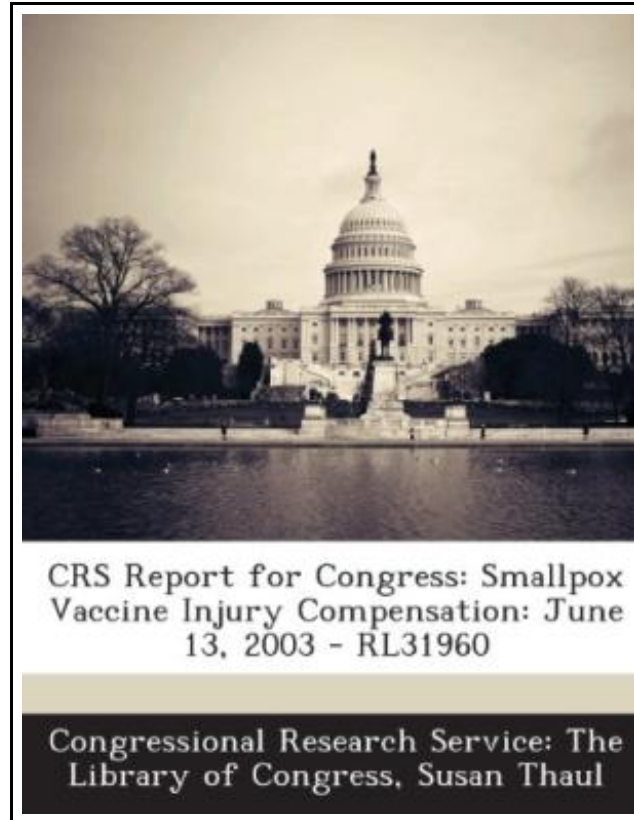 CRS Report for Congress: Smallpox
Vaccine Injury Compensation: June
13, 2003 - RL31960
Congressional Research Service: The
Library of Congress, Susan Thaul